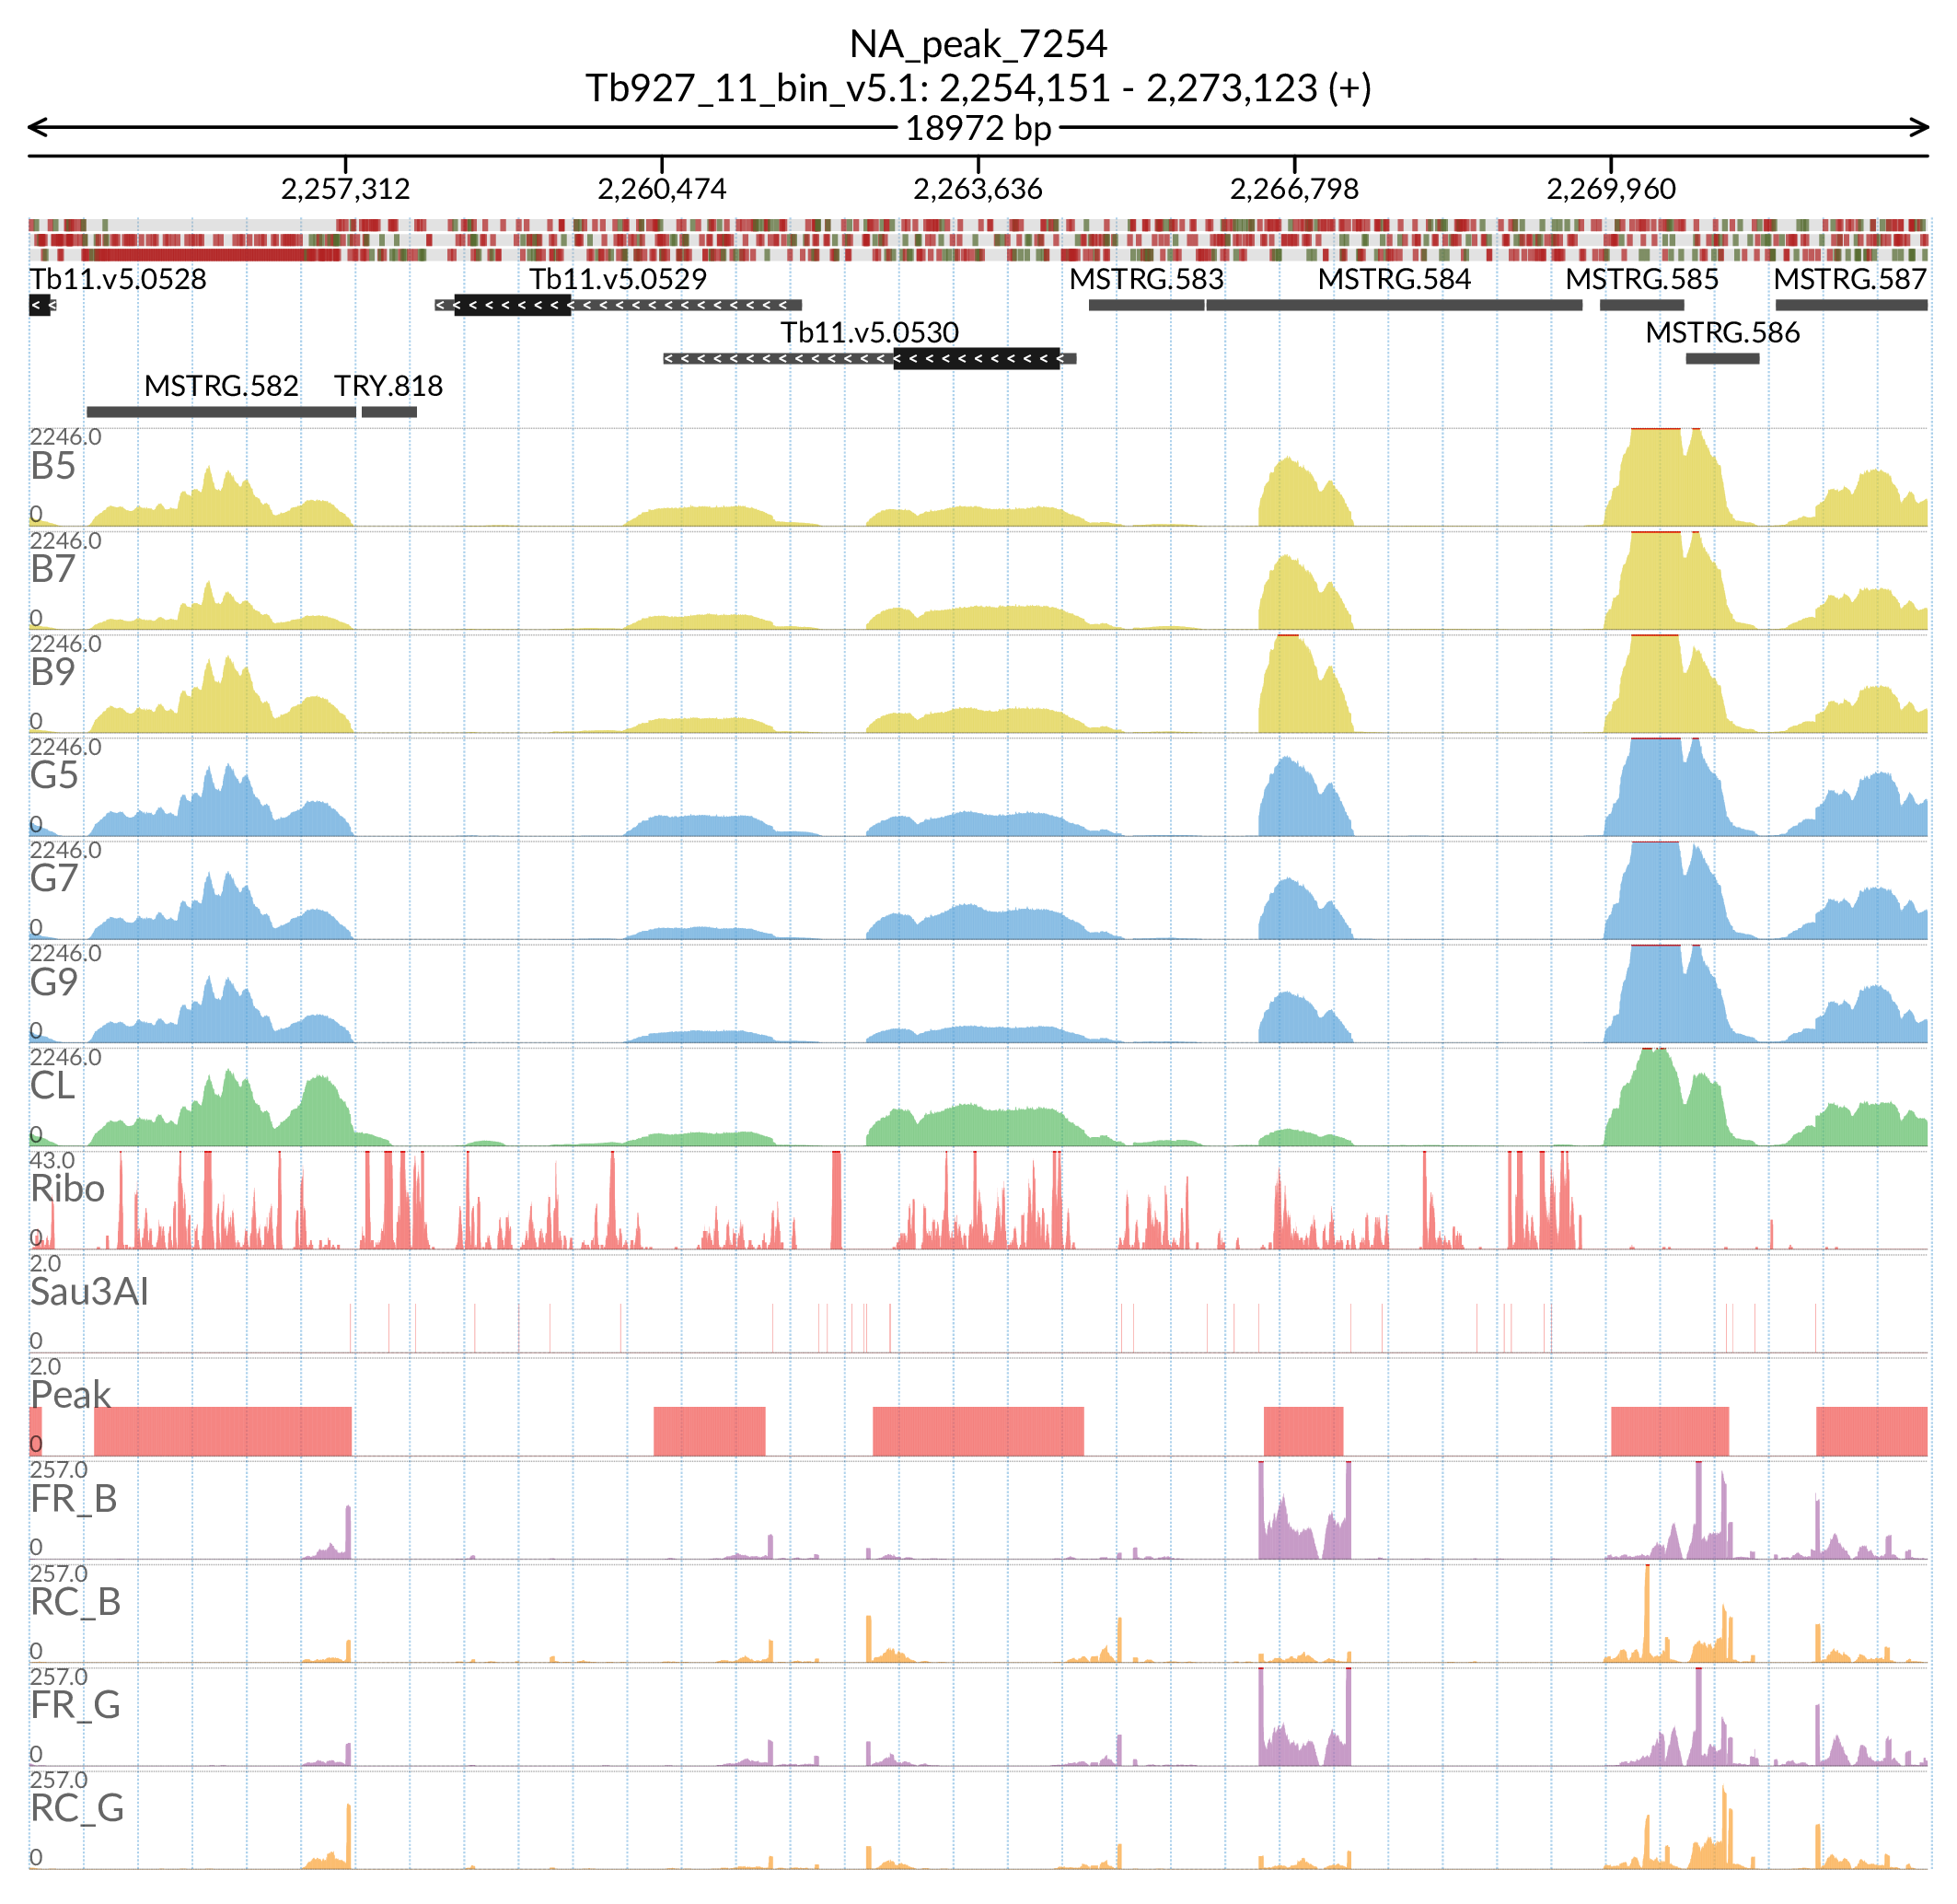 NA_peak_7254
Tb927_11_bin_v5.1: 2,254,151 - 2,273,123 (+)
18972 bp
2,257,312 2,260,474 2,263,636 2,266,798 2,269,960
Tb11.v5.0528 Tb11.v5.0529 MSTRG.583 MSTRG.584 MSTRG.585 MSTRG.587
Tb11.v5.0530 MSTRG.586
MSTRG.582 TRY.818
2246.0
B5
0
2246.0
B7
0
2246.0
B9
0
2246.0
G5
0
2246.0
G7
0
2246.0
G9
0
2246.0
CL
0
43.0
Ribo
0
2.0
Sau3AI
0
2.0
Peak
0
257.0
FR_B
0
257.0
RC_B
0
257.0
FR_G
0
257.0
RC_G
0